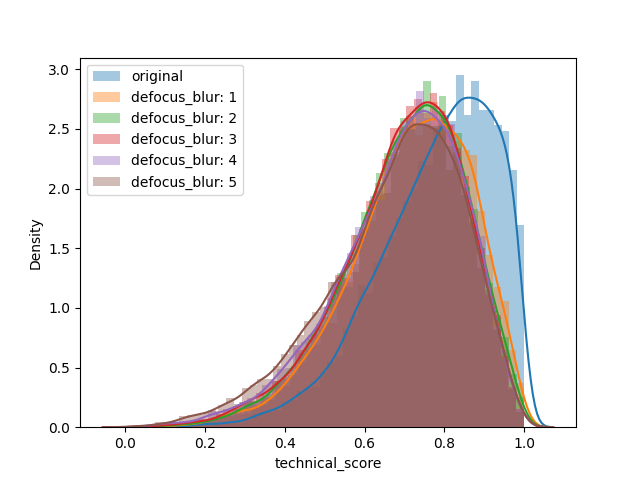 original
defocus_blur: 1
defocus_blur: 2
defocus_blur: 3
defocus_blur: 4
defocus_blur: 5
3.0
2.5
2.0
1.5
1.0
0.5
0.0
Density
0.0 0.2 0.4 0.6 0.8 1.0
technical_score